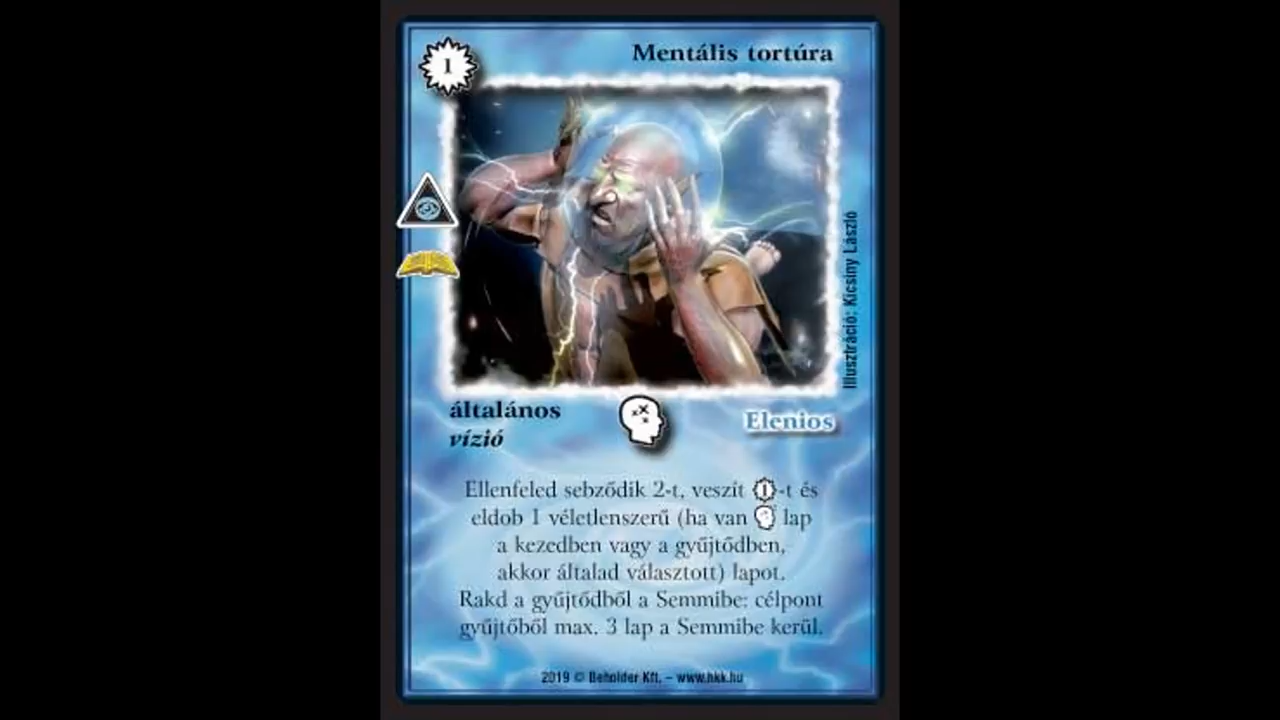 1
Mentális tortúra
Illusztráció: Kicsiny László
általános
vízió
Elenios
Ellenfeled sebződik 2-t, veszít 1-t és
eldob 1 véletlenszerű (ha van lap
a kezedben vagy a gyűjtődben,
akkor általad választott) lapot.
Rakd a gyűjtődből a Semmibe: célpont
gyűjtőből max. 3 lap a Semmibe kerül.
2019 © Beholder Kft. – www.hkk.hu